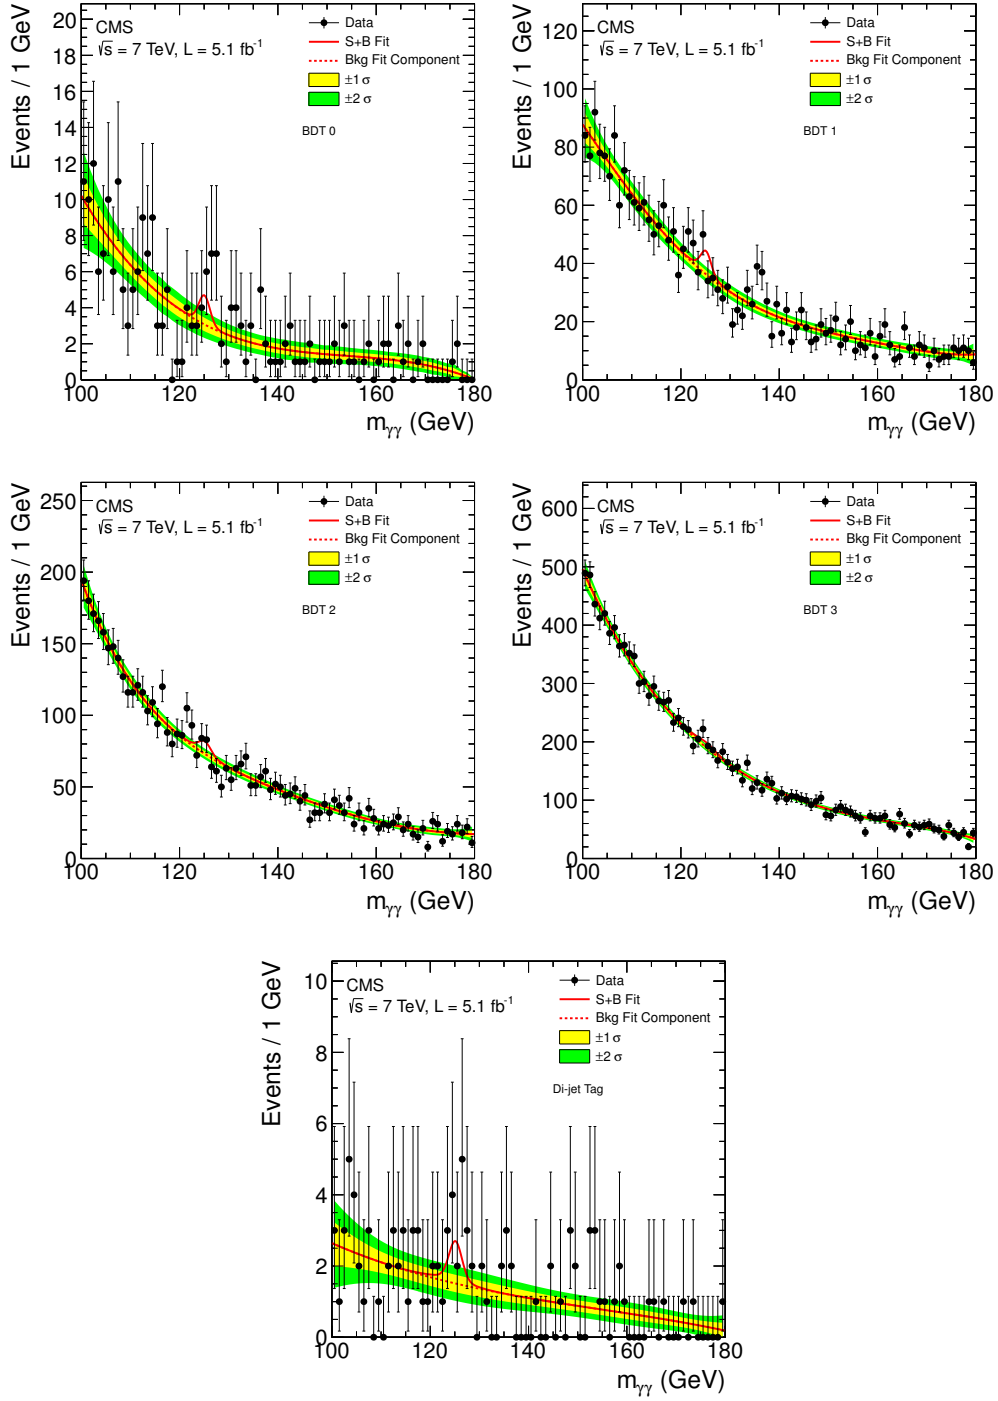 Events / 1 GeV
20
18
16
14
12
10
8
6
4
2
0
CMS
√s = 7 TeV, L = 5.1 fb⁻¹
Data
S+B Fit
Bkg Fit Component
±1 σ
±2 σ
BDT 0
100 120 140 160 180
mγγ (GeV)
Events / 1 GeV
120
100
80
60
40
20
0
CMS
√s = 7 TeV, L = 5.1 fb⁻¹
Data
S+B Fit
Bkg Fit Component
±1 σ
±2 σ
BDT 1
100 120 140 160 180
mγγ (GeV)
Events / 1 GeV
250
200
150
100
50
0
CMS
√s = 7 TeV, L = 5.1 fb⁻¹
Data
S+B Fit
Bkg Fit Component
±1 σ
±2 σ
BDT 2
100 120 140 160 180
mγγ (GeV)
Events / 1 GeV
600
500
400
300
200
100
0
CMS
√s = 7 TeV, L = 5.1 fb⁻¹
Data
S+B Fit
Bkg Fit Component
±1 σ
±2 σ
BDT 3
100 120 140 160 180
mγγ (GeV)
Events / 1 GeV
10
8
6
4
2
0
CMS
√s = 7 TeV, L = 5.1 fb⁻¹
Data
S+B Fit
Bkg Fit Component
±1 σ
±2 σ
Di-jet Tag
100 120 140 160 180
mγγ (GeV)